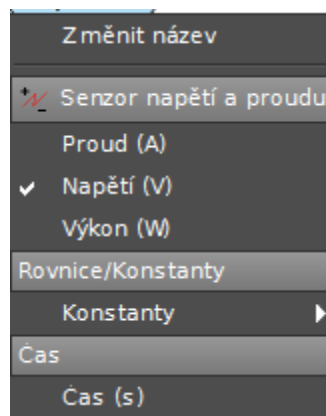 Změnit název
Senzor napětí a proudu
Proud (A)
Napětí (V)
Výkon (W)
Rovnice/Konstanty
Konstanty
Čas
Čas (s)